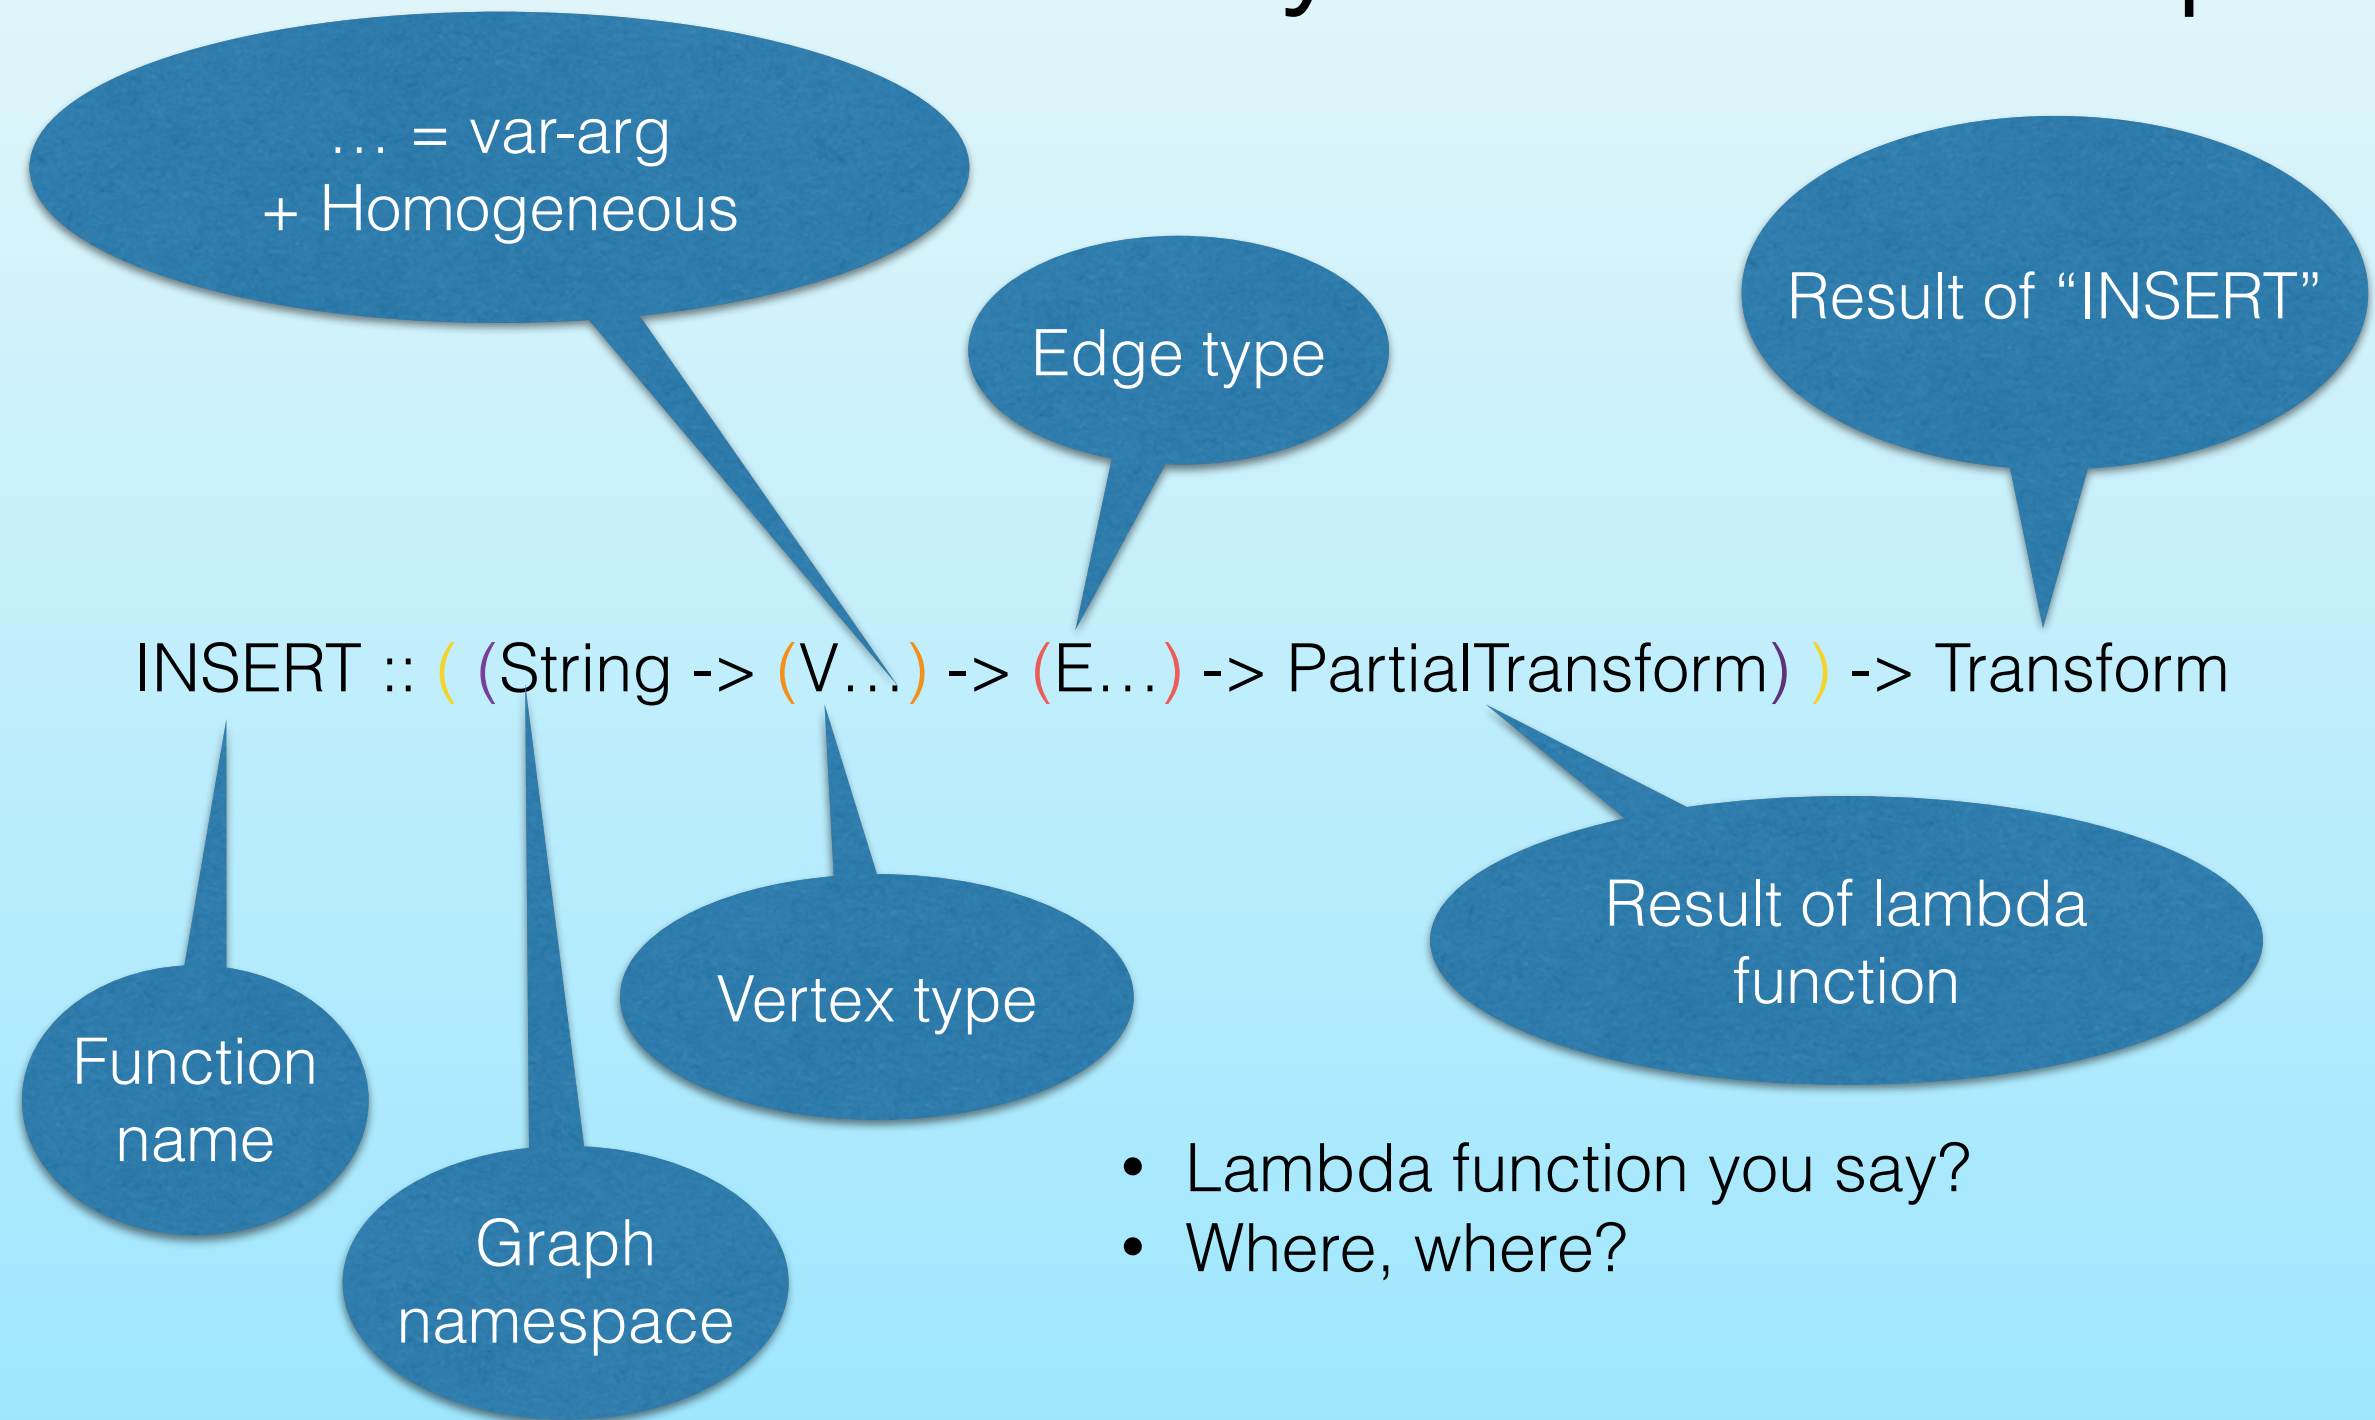 … = var-arg
+ Homogeneous
Edge type
Result of “INSERT”
INSERT :: ( (String -> (V…) -> (E…) -> PartialTransform) ) -> Transform
Function
name
Graph
namespace
Vertex type
Result of lambda
function
• Lambda function you say?
• Where, where?